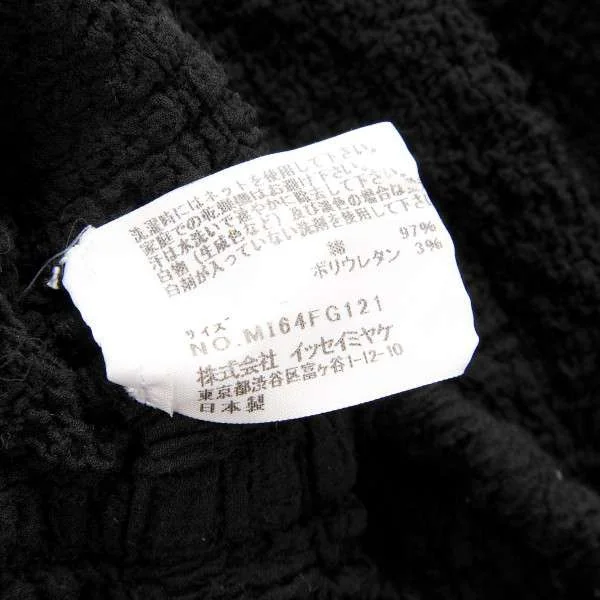 洗濯時にはネットを使用して下さい。
家庭での乾燥機はお避け下さい。
汗は水洗いで速やかに除去して下さい。
白物（生成色など）及び淡色の場合は
白剤が入っていない洗剤を使用して下さい
綿 97%
ポリウレタン 3%
サイズ
NO.MI64FG121
株式会社 イッセイミヤケ
東京都渋谷区富ヶ谷1-12-10
日本製